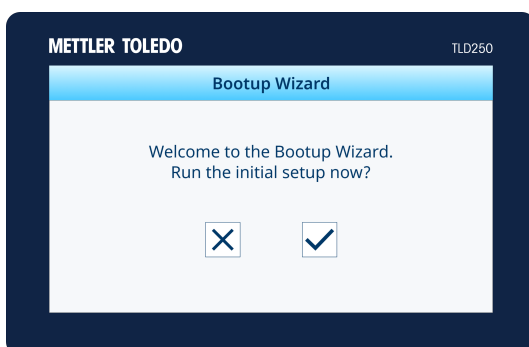 METTLER TOLEDO
TLD250
Bootup Wizard
Welcome to the Bootup Wizard.
Run the initial setup now?